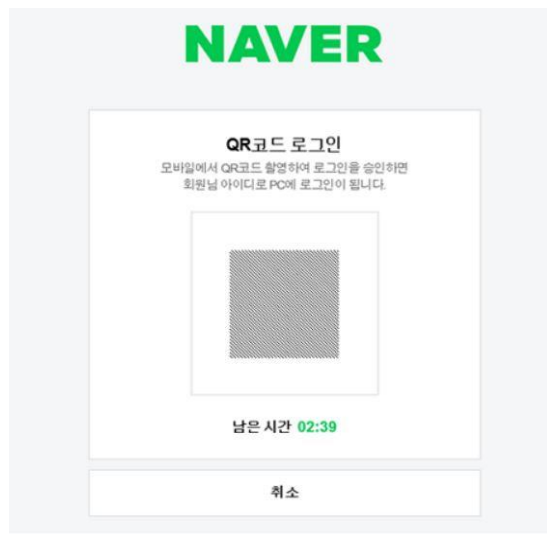 NAVER
QR코드 로그인
모바일에서 QR코드 촬영하여 로그인을 승인하면
회원님 아이디로 PC에 로그인이 됩니다.
남은 시간 02:39
취소